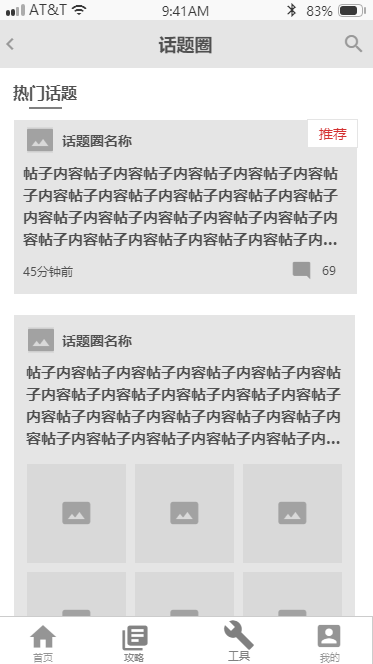 AT&T 9:41AM 83%
话题圈
热门话题
推荐
话题圈名称
帖子内容帖子内容帖子内容帖子内容帖
子内容帖子内容帖子内容帖子内容帖子
内容帖子内容帖子内容帖子内容帖子内
容帖子内容帖子内容帖子内容帖子内...
45分钟前 69
话题圈名称
帖子内容帖子内容帖子内容帖子内容帖
子内容帖子内容帖子内容帖子内容帖子
内容帖子内容帖子内容帖子内容帖子内
容帖子内容帖子内容帖子内容帖子内...
首页 攻略 工具 我的